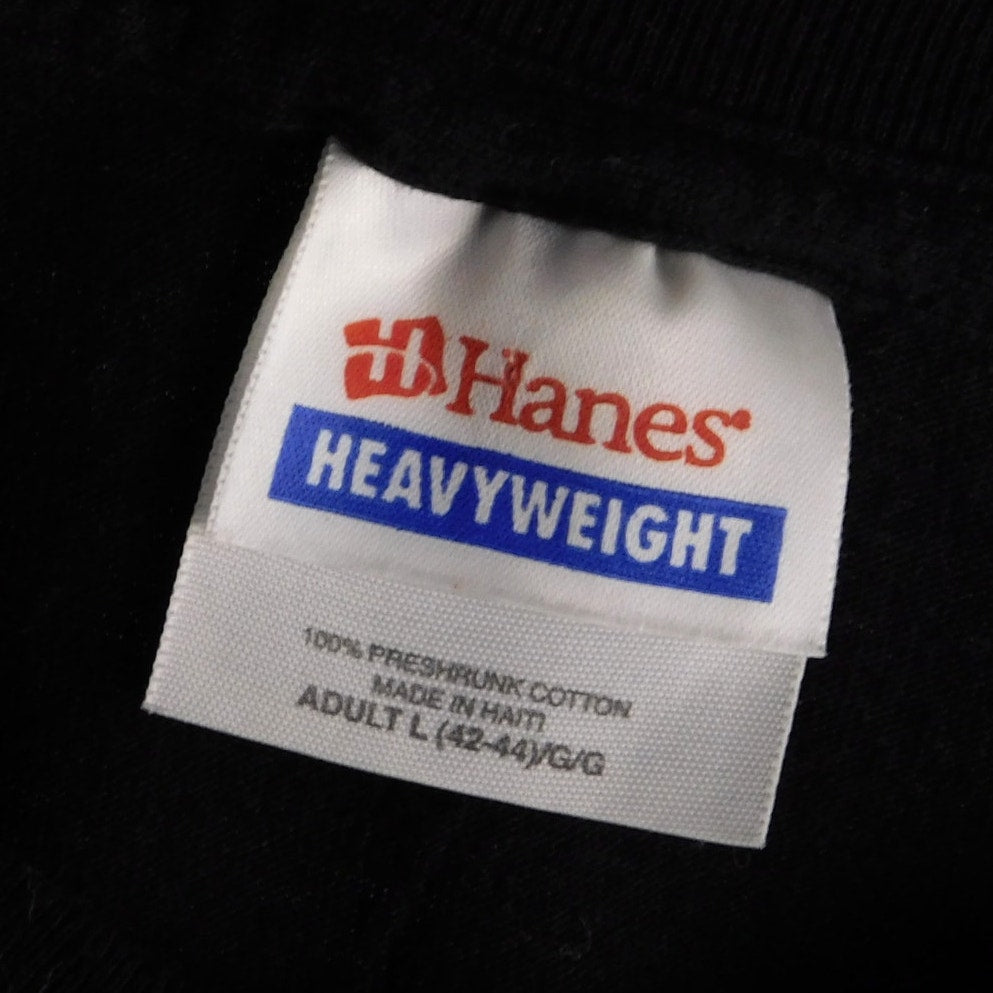 Hanes
HEAVYWEIGHT
100% PRESHRUNK COTTON
MADE IN HAITI
ADULT L (42-44)/G/G